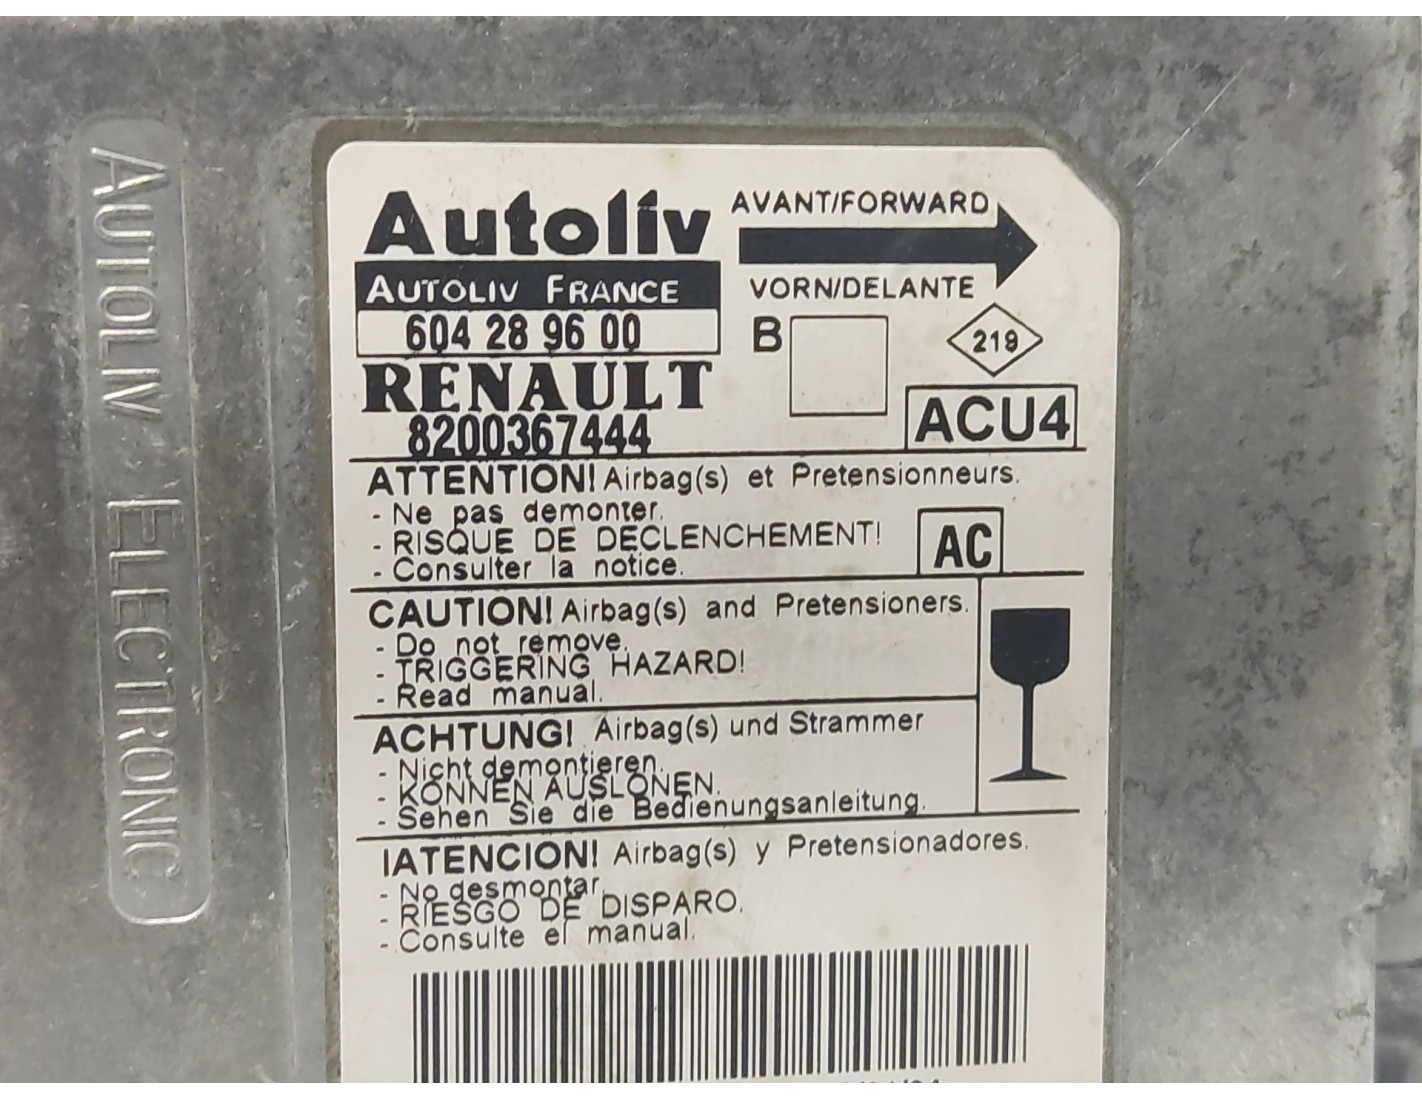 AUTOLIV ELECTRONIC
Autoliv
AUTOLIV FRANCE
604 28 96 00
RENAULT
8200367444
AVANT/FORWARD
VORN/DELANTE
B
219
ACU4
ATTENTION! Airbag(s) et Pretensionneurs.
- Ne pas demonter.
- RISQUE DE DECLENCHEMENT!
- Consulter la notice.
AC
CAUTION! Airbag(s) and Pretensioners.
- Do not remove.
- TRIGGERING HAZARD!
- Read manual.
ACHTUNG! Airbag(s) und Strammer
- Nicht demontieren.
- KONNEN AUSLONEN.
- Sehen Sie die Bedienungsanleitung.
IATENCION! Airbag(s) y Pretensionadores.
- No desmontar.
- RIESGO DE DISPARO.
- Consulte el manual.